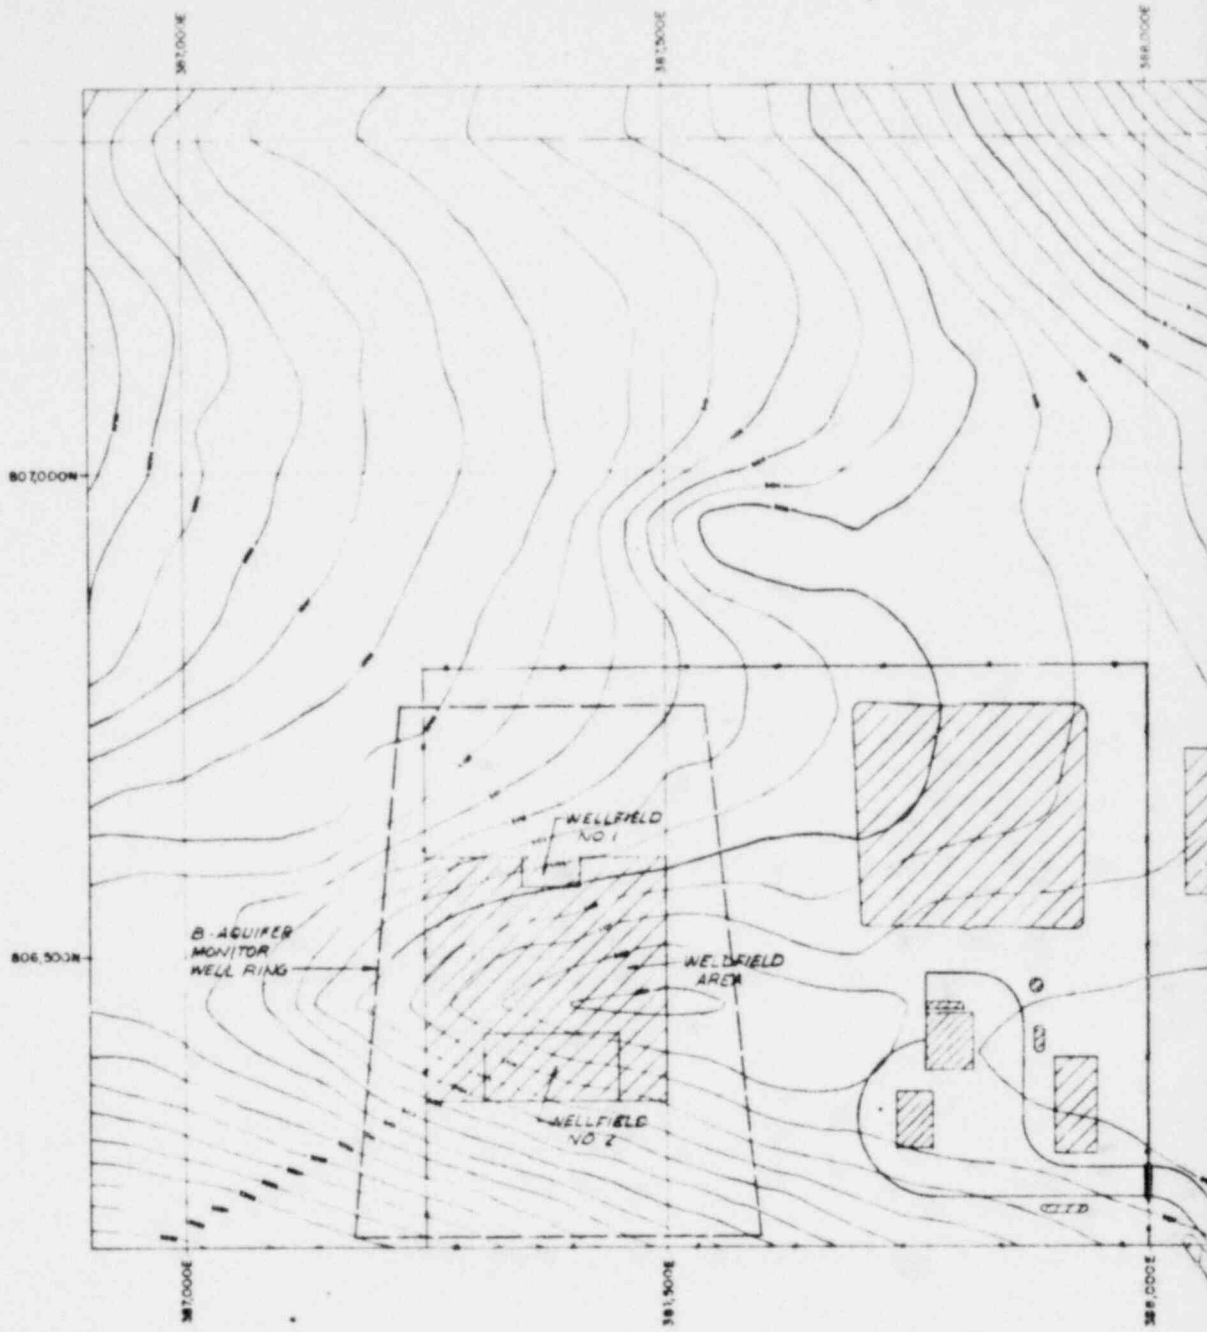 387,000E
387,500E
388,000E
807,000N
WELLFIELD
NO. 1
B-AQUIFER
MONITOR
WELL RING
806,500N
WELLFIELD
AREA
WELLFIELD
NO. 2
387,000E
387,500E
388,000E